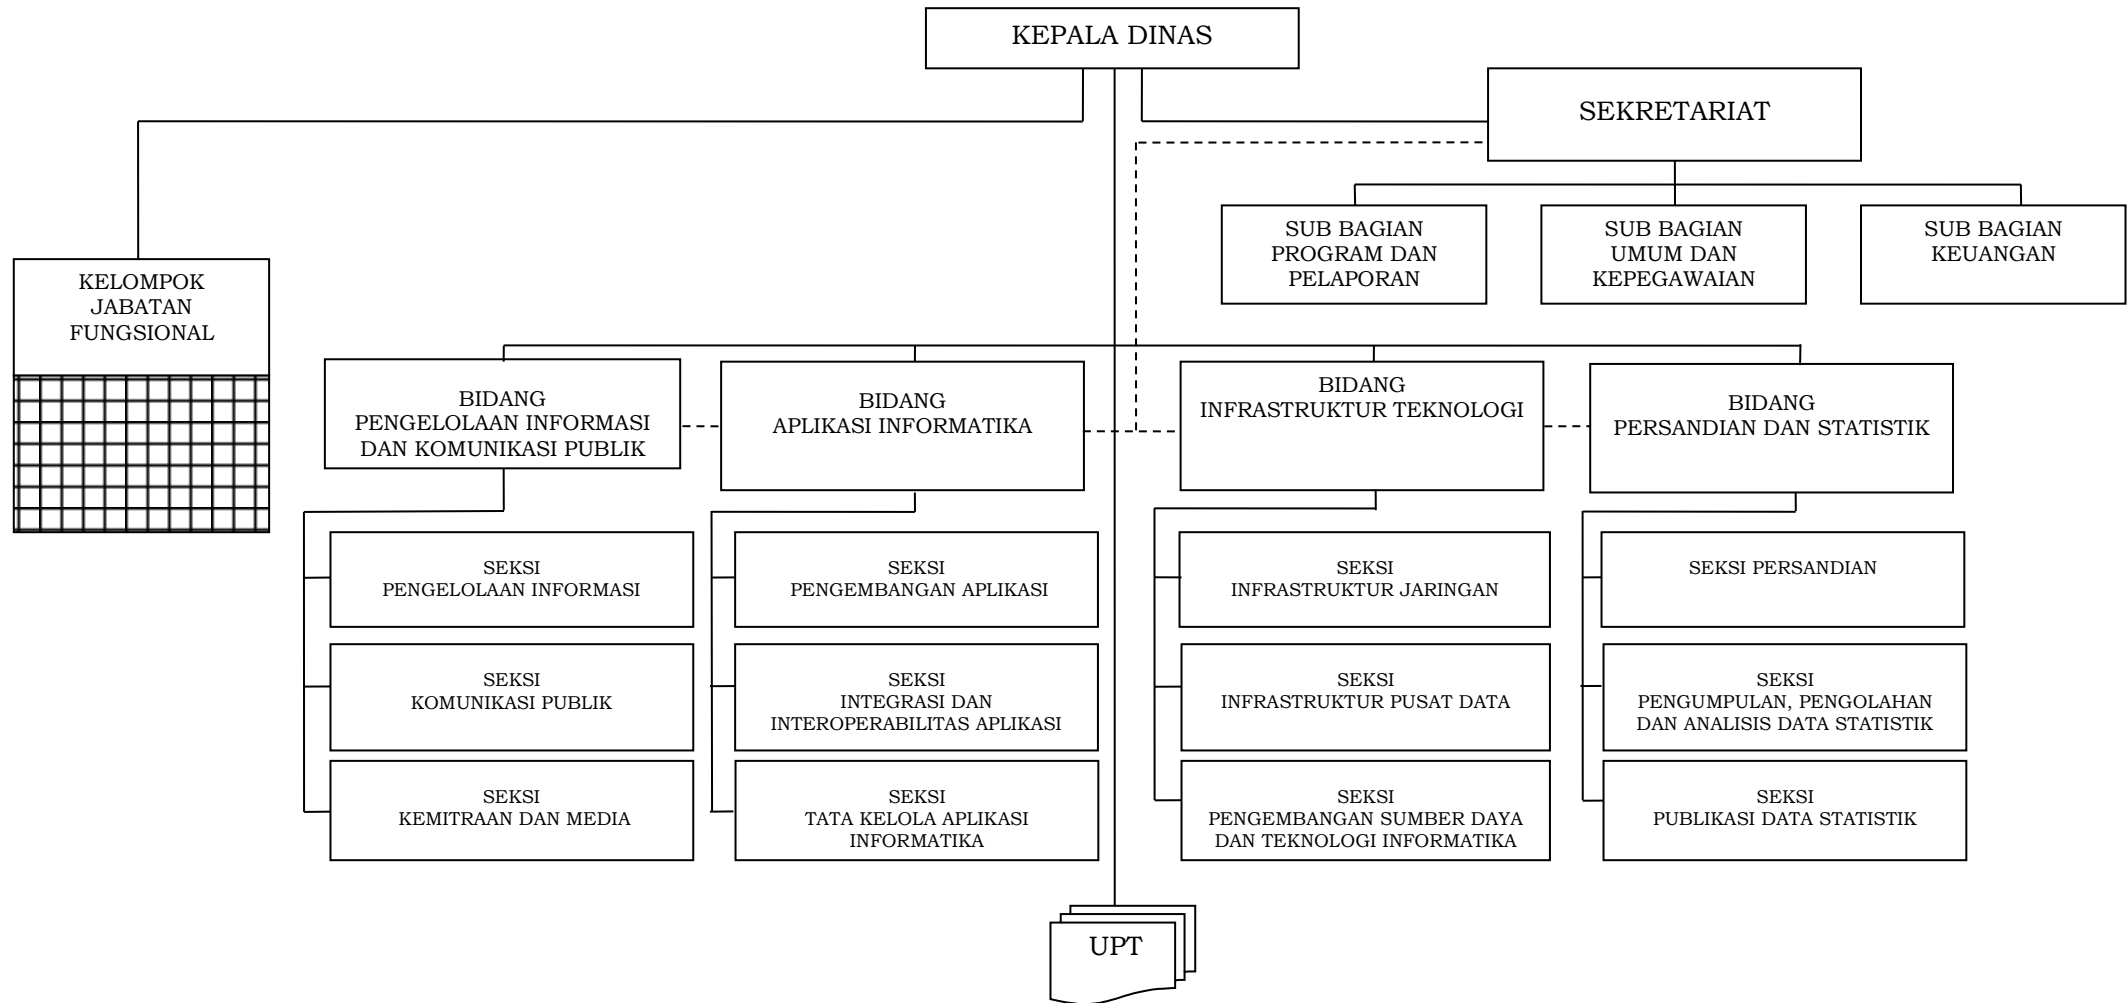 KEPALA DINAS
SEKRETARIAT
SUB BAGIAN
PROGRAM DAN
PELAPORAN
SUB BAGIAN
UMUM DAN
KEPEGAWAIAN
SUB BAGIAN
KEUANGAN
KELOMPOK
JABATAN
FUNGSIONAL
BIDANG
PENGELOLAAN INFORMASI
DAN KOMUNIKASI PUBLIK
BIDANG
APLIKASI INFORMATIKA
BIDANG
INFRASTRUKTUR TEKNOLOGI
BIDANG
PERSANDIAN DAN STATISTIK
SEKSI
PENGELOLAAN INFORMASI
SEKSI
PENGEMBANGAN APLIKASI
SEKSI
INFRASTRUKTUR JARINGAN
SEKSI PERSANDIAN
SEKSI
KOMUNIKASI PUBLIK
SEKSI
INTEGRASI DAN
INTEROPERABILITAS APLIKASI
SEKSI
INFRASTRUKTUR PUSAT DATA
SEKSI
PENGUMPULAN, PENGOLAHAN
DAN ANALISIS DATA STATISTIK
SEKSI
KEMITRAAN DAN MEDIA
SEKSI
TATA KELOLA APLIKASI
INFORMATIKA
SEKSI
PENGEMBANGAN SUMBER DAYA
DAN TEKNOLOGI INFORMATIKA
SEKSI
PUBLIKASI DATA STATISTIK
UPT